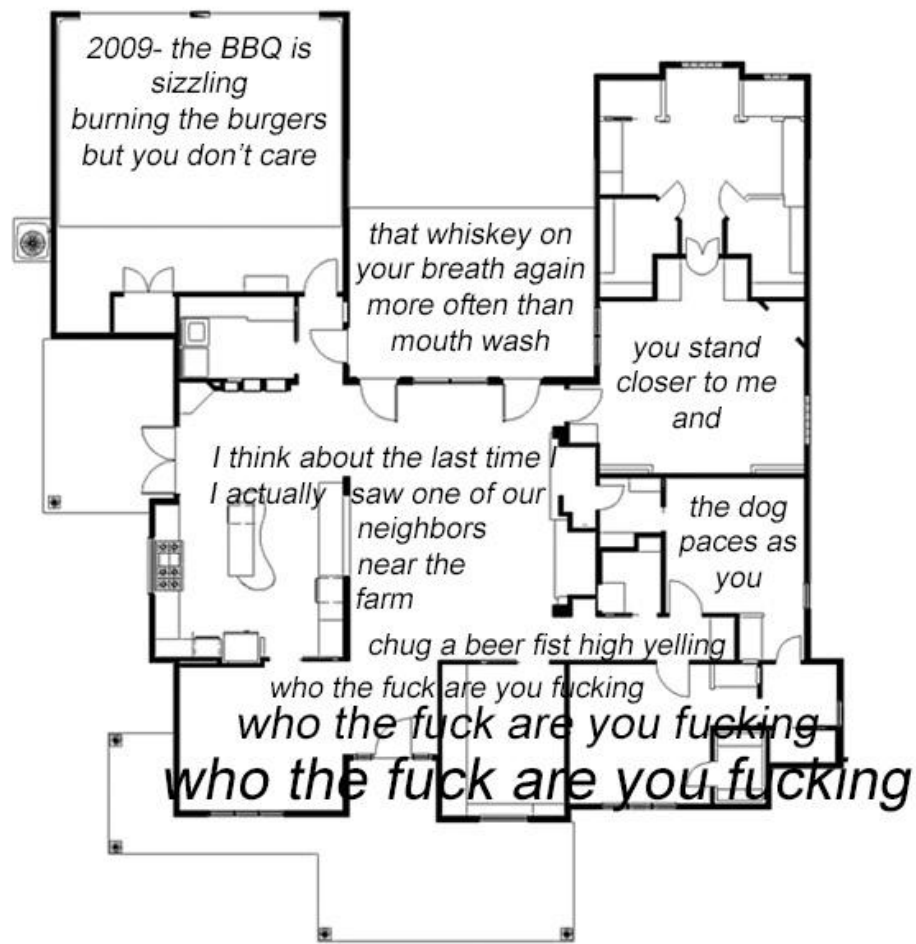 2009- the BBQ is
sizzling
burning the burgers
but you don't care
that whiskey on
your breath again
more often than
mouth wash
you stand
closer to me
and
I think about the last time I
I actually saw one of our
neighbors
near the
farm
the dog
paces as
you
chug a beer fist high yelling
who the fuck are you fucking
who the fuck are you fucking
who the fuck are you fucking